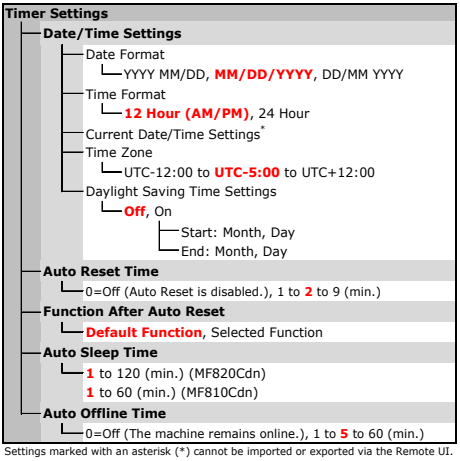 Timer Settings
Date/Time Settings
Date Format
YYYY MM/DD, MM/DD/YYYY, DD/MM YYYY
Time Format
12 Hour (AM/PM), 24 Hour
Current Date/Time Settings*
Time Zone
UTC-12:00 to UTC-5:00 to UTC+12:00
Daylight Saving Time Settings
Off, On
Start: Month, Day
End: Month, Day
Auto Reset Time
0=Off (Auto Reset is disabled.), 1 to 2 to 9 (min.)
Function After Auto Reset
Default Function, Selected Function
Auto Sleep Time
1 to 120 (min.) (MF820Cdn)
1 to 60 (min.) (MF810Cdn)
Auto Offline Time
0=Off (The machine remains online.), 1 to 5 to 60 (min.)
Settings marked with an asterisk (*) cannot be imported or exported via the Remote UI.